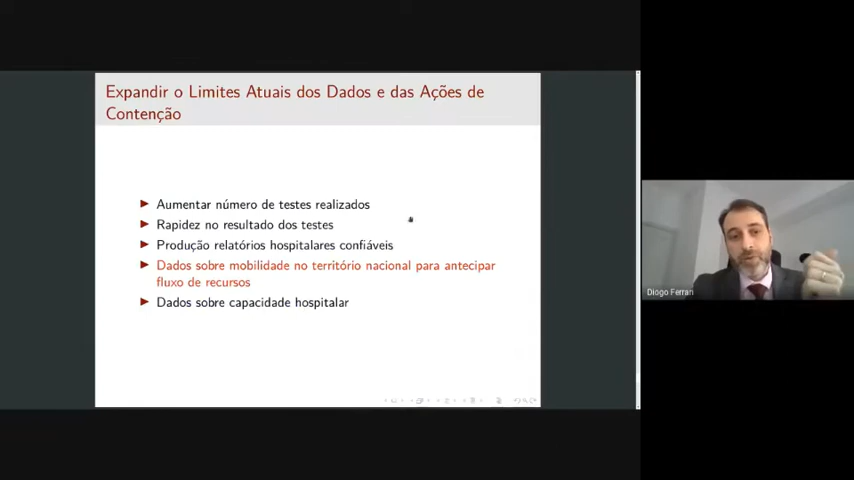 Expandir o Limites Atuais dos Dados e das Ações de
Contenção
Aumentar número de testes realizados
Rapidez no resultado dos testes
Produção relatórios hospitalares confiáveis
Dados sobre mobilidade no território nacional para antecipar
fluxo de recursos
Dados sobre capacidade hospitalar
Diogo Ferrari